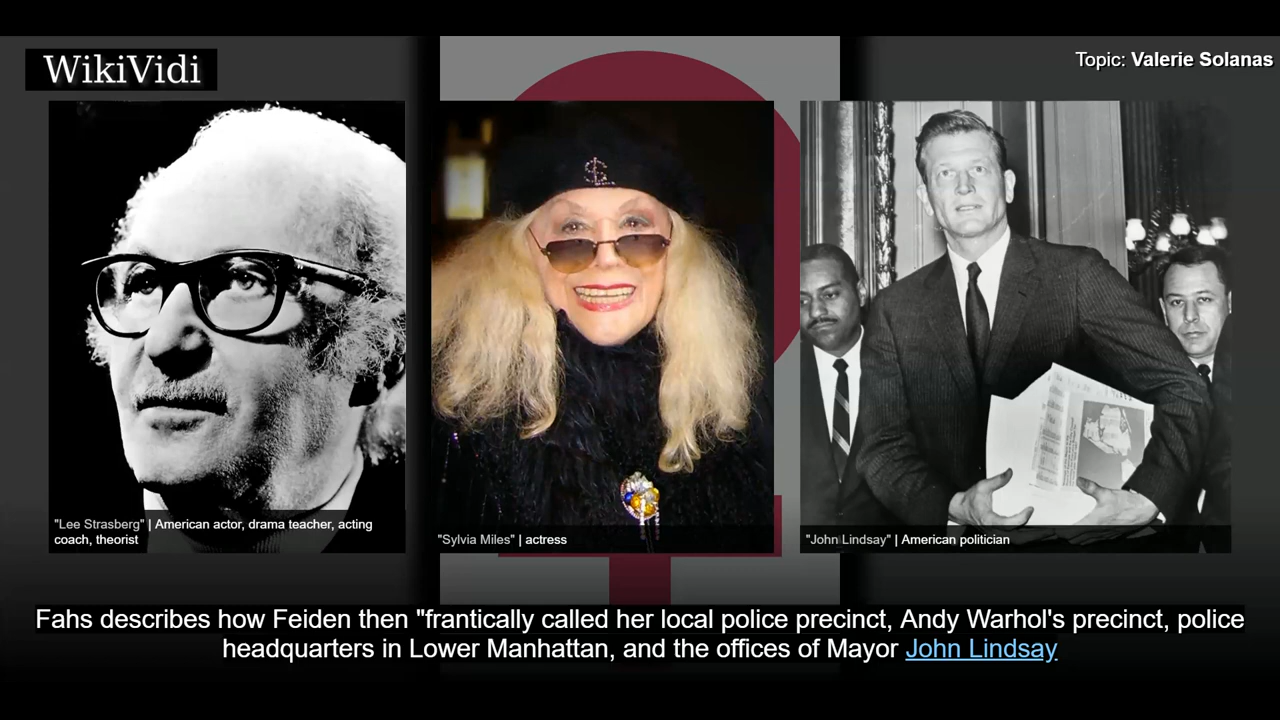 WikiVidi
Topic: Valerie Solanas
"Lee Strasberg" | American actor, drama teacher, acting
coach, theorist
"Sylvia Miles" | actress
"John Lindsay" | American politician
Fahs describes how Feiden then "frantically called her local police precinct, Andy Warhol's precinct, police
headquarters in Lower Manhattan, and the offices of Mayor John Lindsay